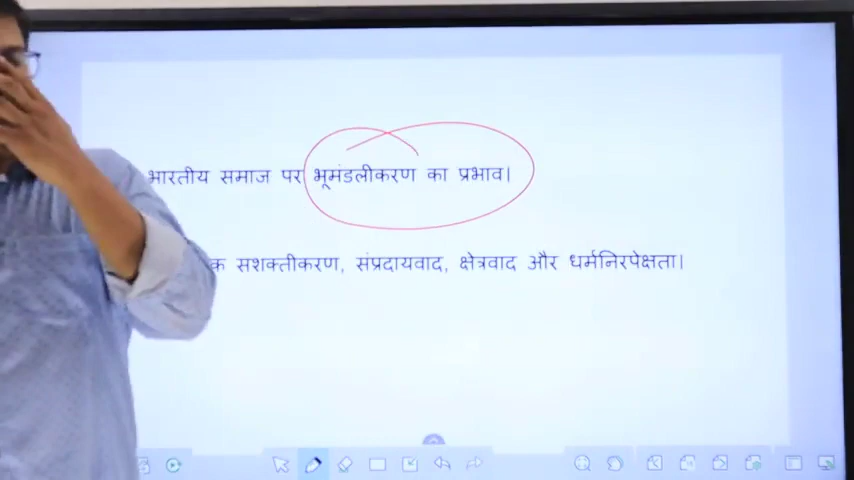 भारतीय समाज पर भूमंडलीकरण का प्रभाव।
सशक्तीकरण, संप्रदायवाद, क्षेत्रवाद और धर्मनिरपेक्षता।